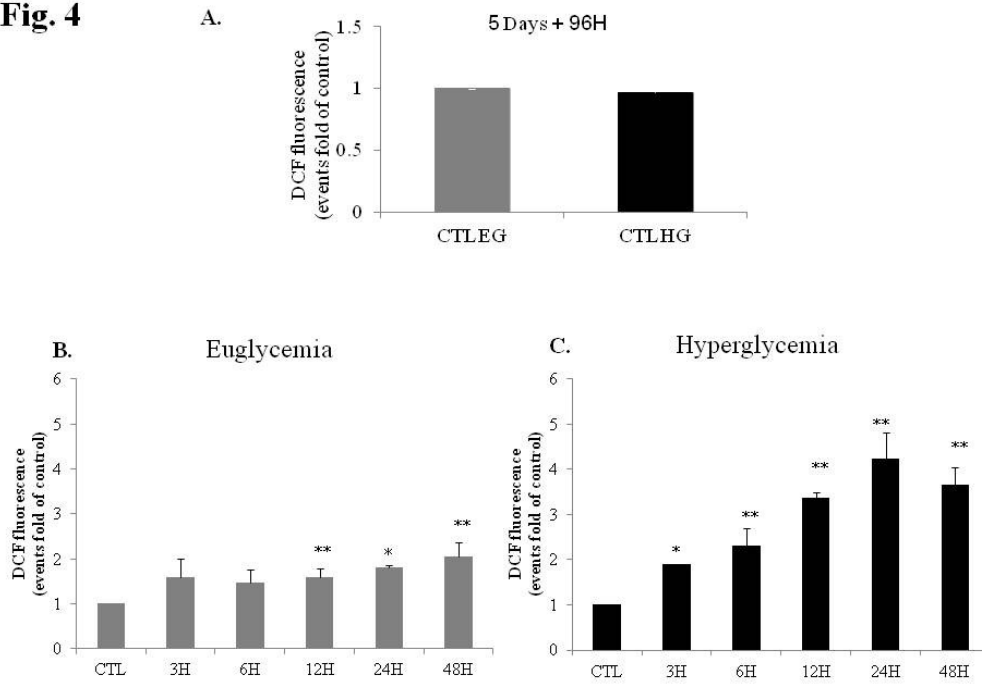 Fig. 4
A.
5 Days + 96H
DCF fluorescence
(events fold of control)
1.5
1
0.5
0
CTLEG CTLHG
B.
Euglycemia
DCF fluorescence
(events fold of control)
6
5
4
3
2
1
0
** * **
CTL 3H 6H 12H 24H 48H
C.
Hyperglycemia
DCF fluorescence
(events fold of control)
6
5
4
3
2
1
0
* ** ** ** **
CTL 3H 6H 12H 24H 48H